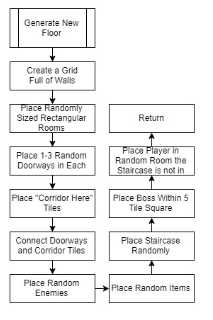 Generate New
Floor
Create a Grid
Full of Walls
Place Randomly
Sized Rectangular
Rooms
Place 1-3 Random
Doorways in Each
Place "Corridor Here"
Tiles
Connect Doorways
and Corridor Tiles
Place Random
Enemies
Place Random Items
Place Staircase
Randomly
Place Boss Within 5
Tile Square
Place Player in
Random Room the
Staircase is not in
Return